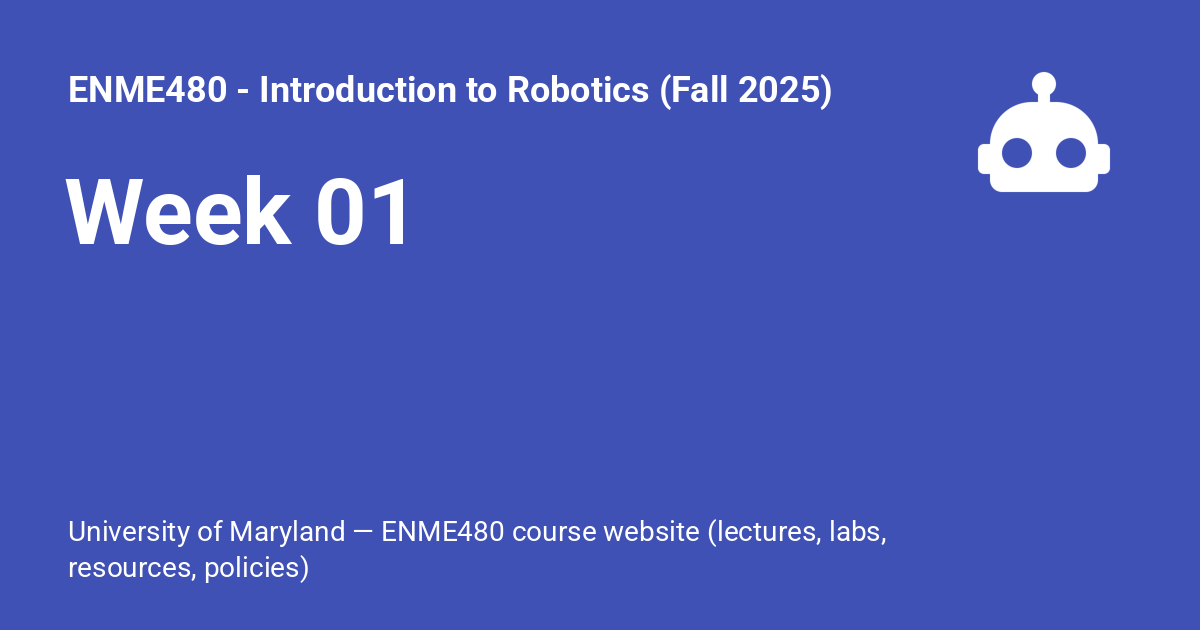 ENME480 - Introduction to Robotics (Fall 2025)
Week 01
University of Maryland — ENME480 course website (lectures, labs,
resources, policies)